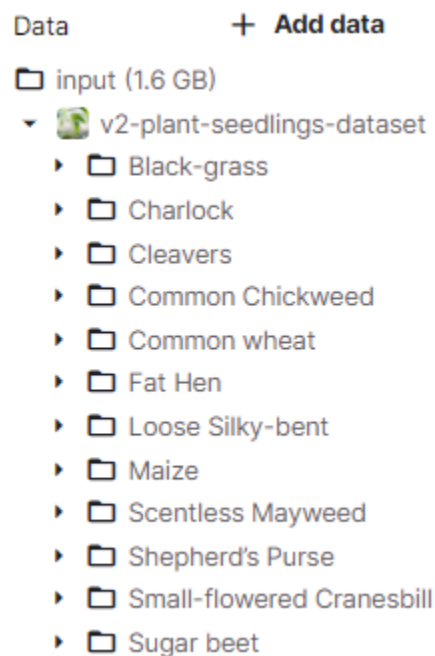 Data + Add data
input (1.6 GB)
v2-plant-seedlings-dataset
Black-grass
Charlock
Cleavers
Common Chickweed
Common wheat
Fat Hen
Loose Silky-bent
Maize
Scentless Mayweed
Shepherd’s Purse
Small-flowered Cranesbill
Sugar beet